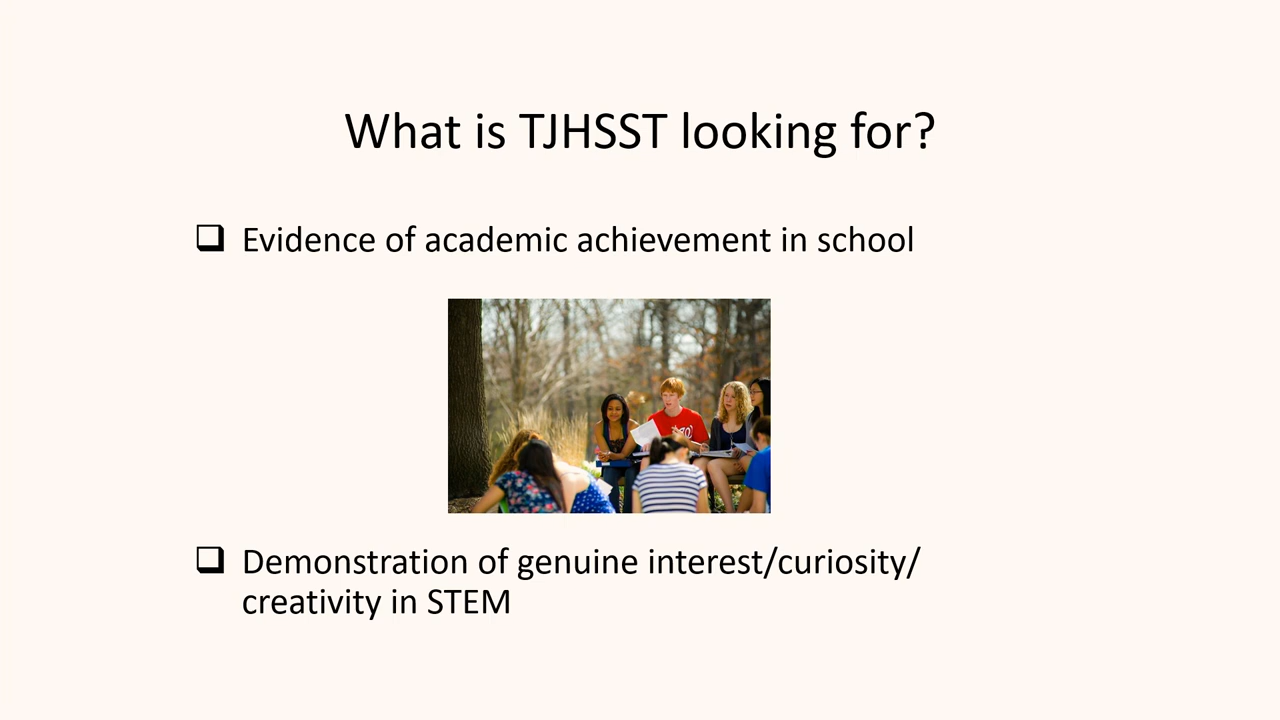 What is TJHSST looking for?
Evidence of academic achievement in school
Demonstration of genuine interest/curiosity/
creativity in STEM